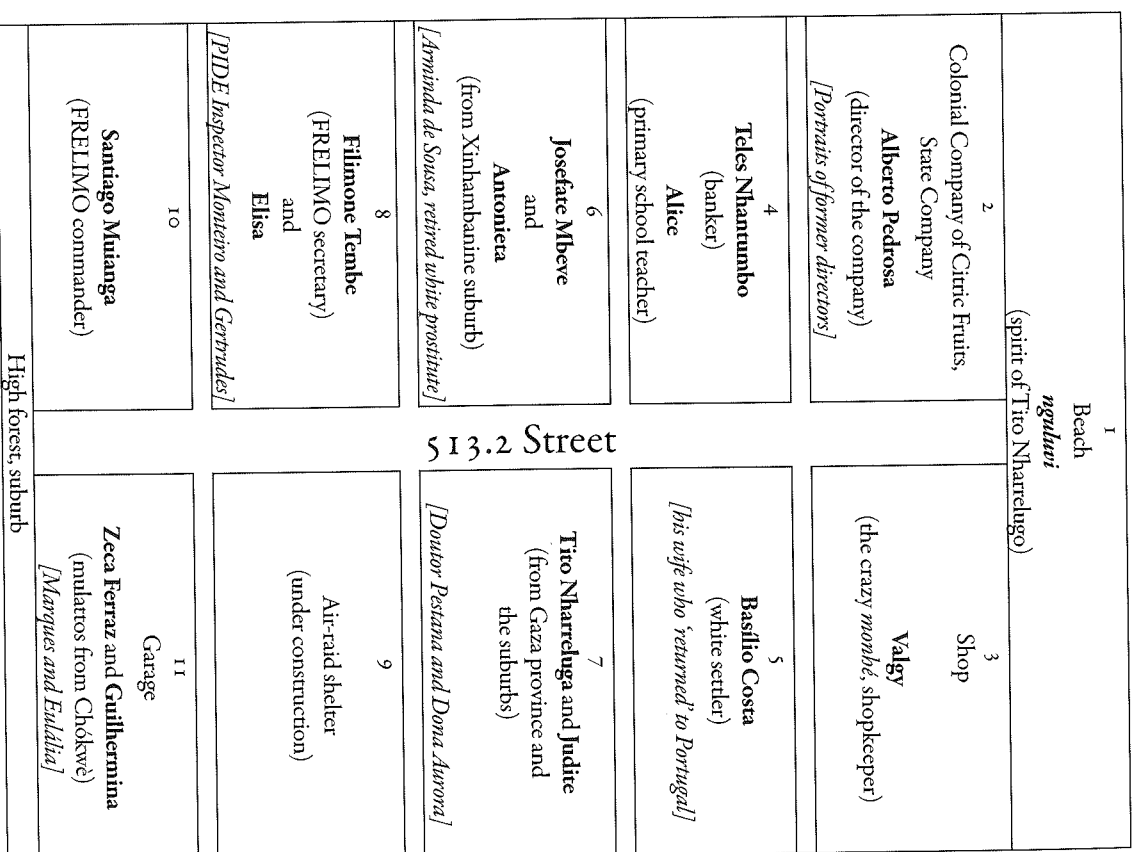 1
Beach
nguluvi
(spirit of Tito Nharrelugo)
2
Colonial Company of Citric Fruits,
State Company
Alberto Pedrosa
(director of the company)
[Portraits of former directors]
3
Shop
Valgy
(the crazy monhé, shopkeeper)
4
Teles Nhantumbo
(banker)
Alice
(primary school teacher)
5
Basílio Costa
(white settler)
[his wife who 'returned' to Portugal]
513.2 Street
6
Josefate Mbeve
and
Antonieta
(from Xinhambanine suburb)
[Arminda de Sousa, retired white prostitute]
7
Tito Nharreluga and Judite
(from Gaza province and
the suburbs)
[Doutor Pestana and Dona Aurora]
8
Filimone Tembe
(FRELIMO secretary)
and
Elisa
[PIDE Inspector Monteiro and Gertrudes]
9
Air-raid shelter
(under construction)
10
Santiago Muianga
(FRELIMO commander)
11
Garage
Zeca Ferraz and Guilhermina
(mulattos from Chókwè)
[Marques and Eulália]
High forest, suburb